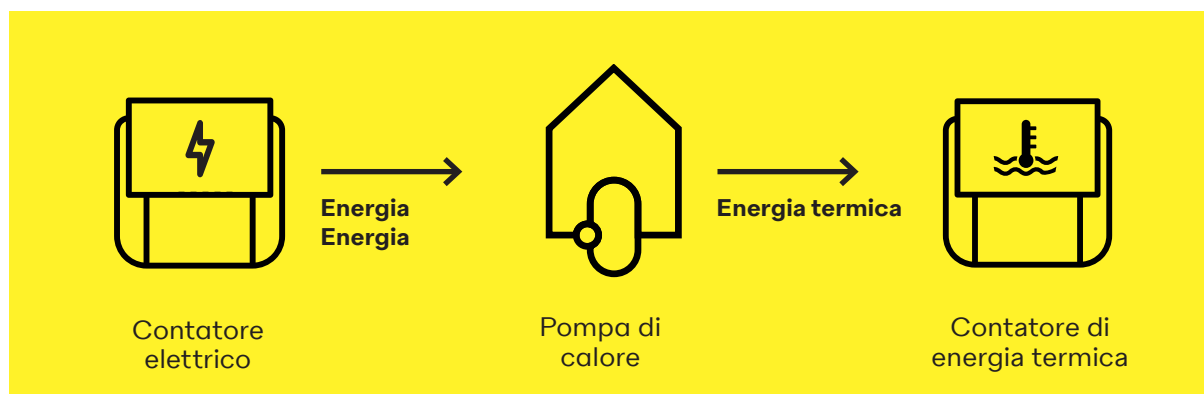 Energia
Energia
Energia termica
Contatore
elettrico
Pompa di
calore
Contatore di
energia termica